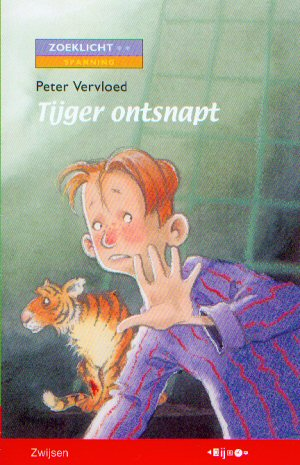 ZOEKLICHT
SPANNING
Peter Vervloed
Tijger ontsnapt
Zwijsen